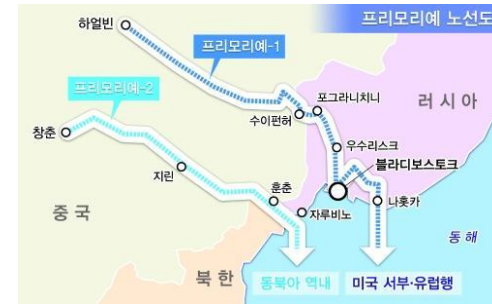 프리모리예 노선도
하얼빈
프리모리예-1
프리모리예-2
포그라니치니
수이펀허
러시아
창춘
우수리스크
블라디보스토크
지린
훈춘
나홋카
자루비노
중국
동해
북한
동북아 역내
미국 서부·유럽행